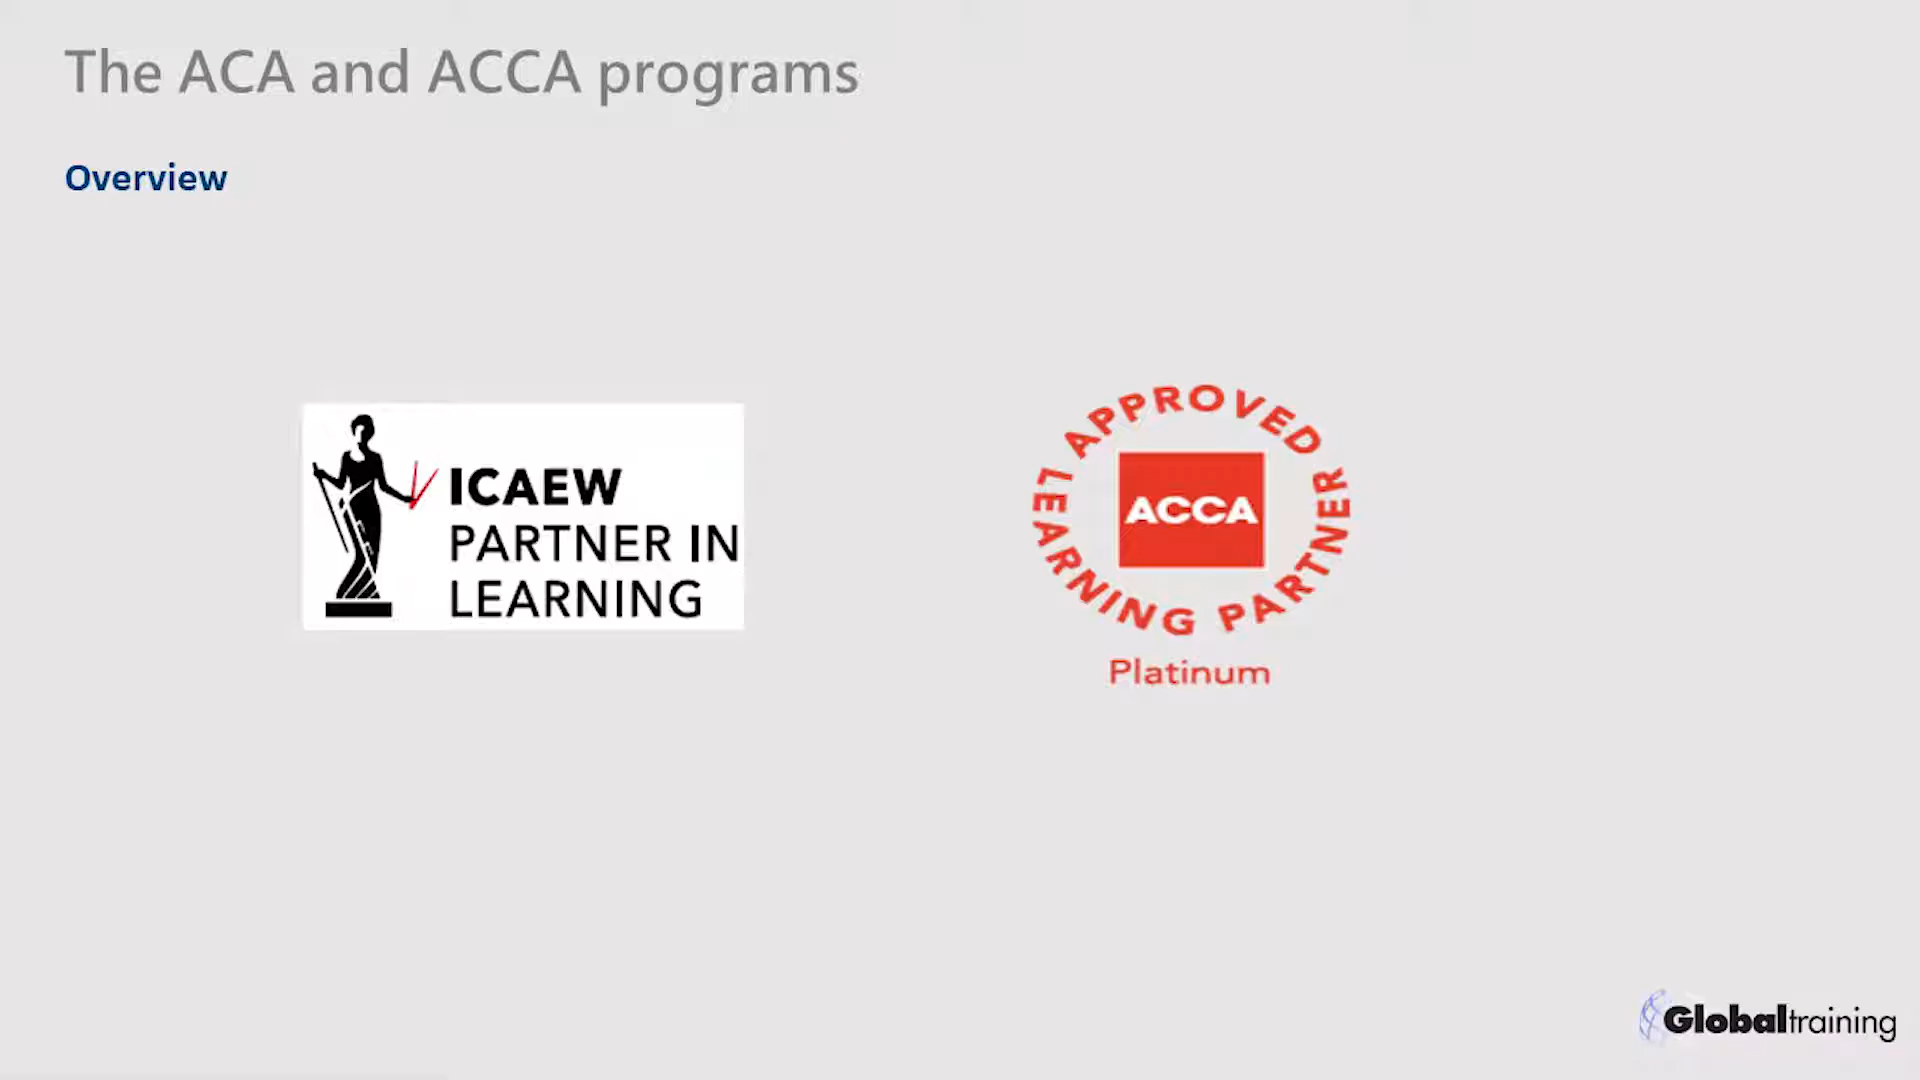 The ACA and ACCA programs
Overview
ICAEW
PARTNER IN
LEARNING
APPROVED
LEARNING PARTNER
ACCA
Platinum
Globaltraining